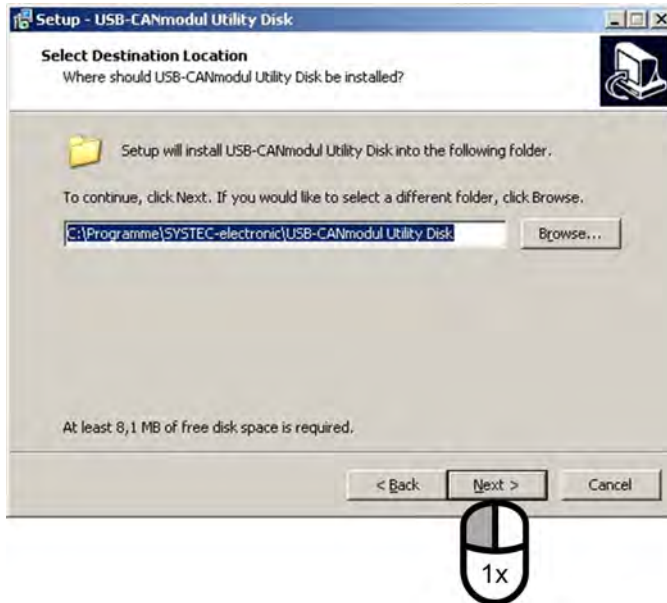 Setup - USB-CANmodul Utility Disk
Select Destination Location
Where should USB-CANmodul Utility Disk be installed?
Setup will install USB-CANmodul Utility Disk into the following folder.
To continue, click Next. If you would like to select a different folder, click Browse.
C:\Programme\SYSTEC-electronic\USB-CANmodul Utility Disk
Browse...
At least 8,1 MB of free disk space is required.
< Back
Next >
Cancel
1x